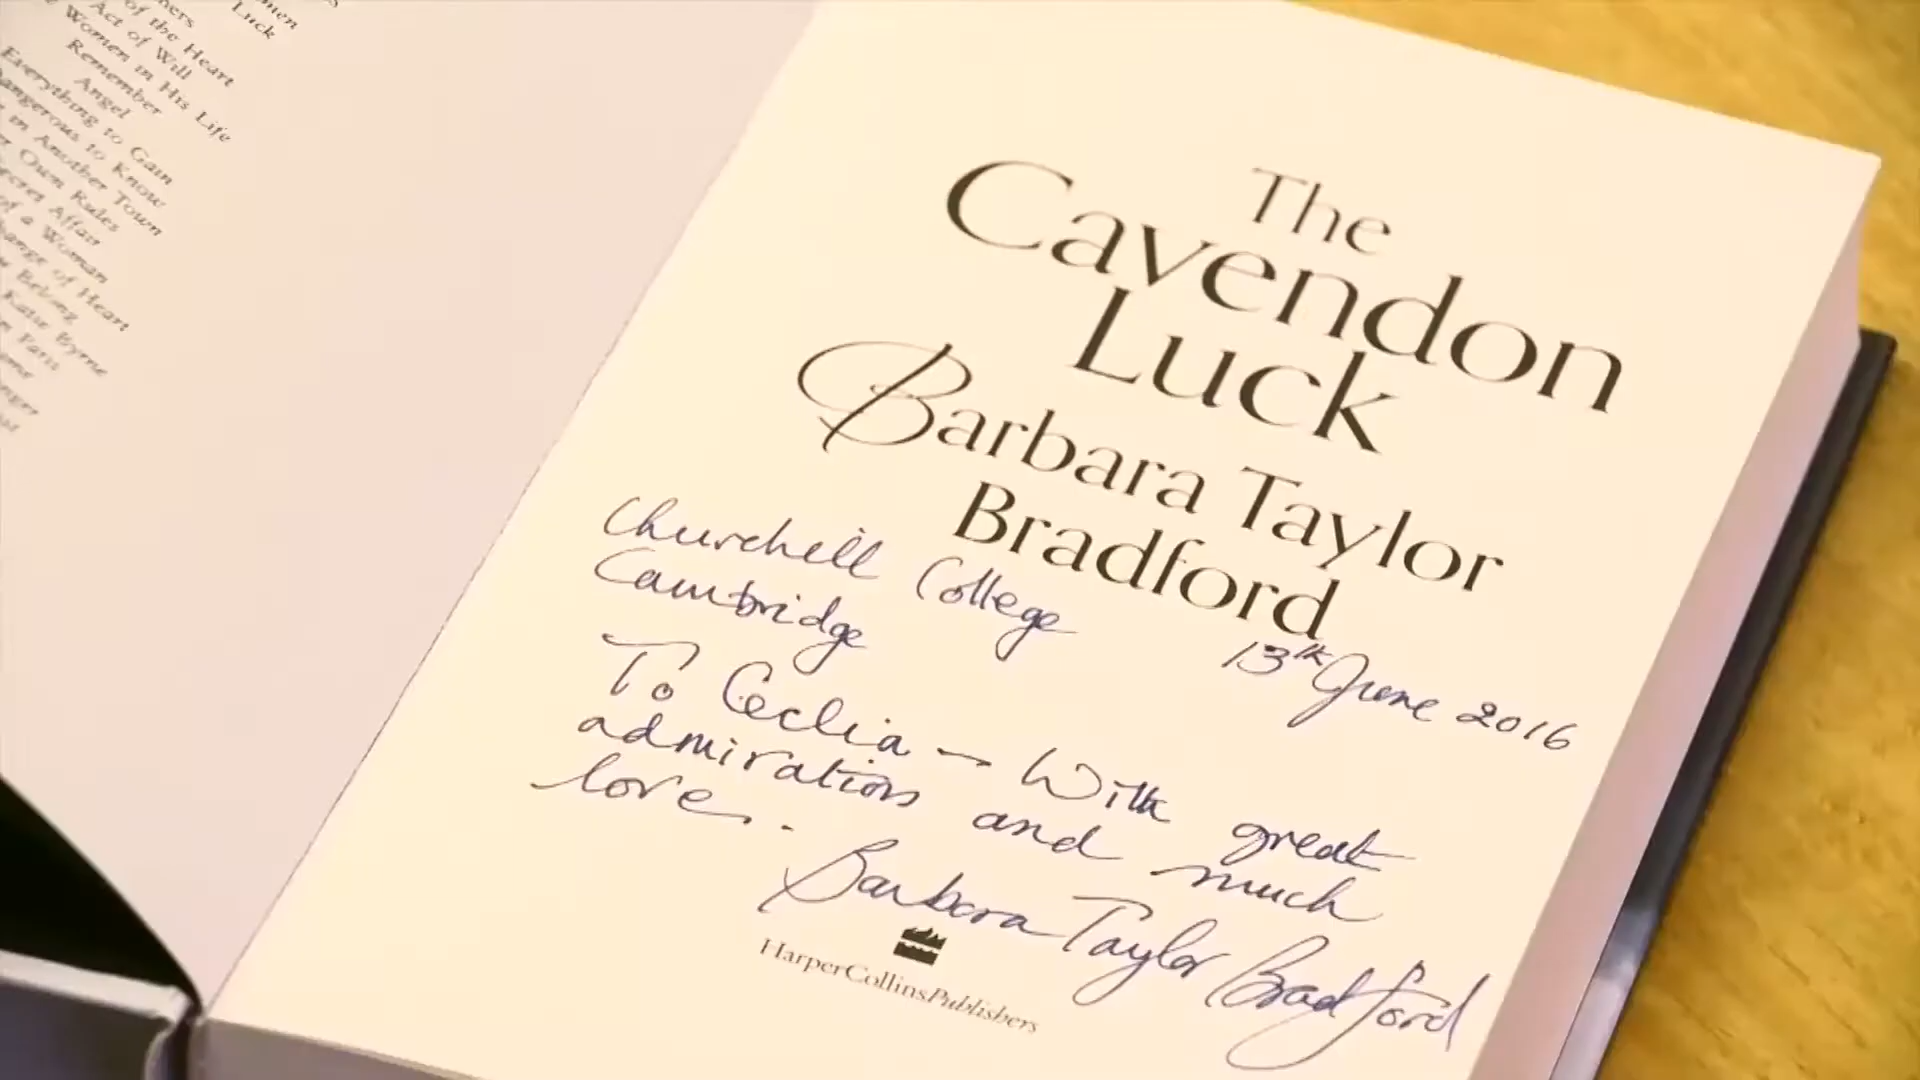 Luck
of the Heart
Act of Will
Women in His Life
Remember
Angel
Everything to Gain
to Know
in Another Town
Own Rules
Secret Affair
of a Woman
of Heart
Belong
Katie Byrne
Paris
The
Cavendon
Luck
Barbara Taylor
Bradford
Churchill College
Cambridge
13th June 2016
To Ceclia – With great
admiration and much
love.
Barbara Taylor Bradford
HarperCollinsPublishers